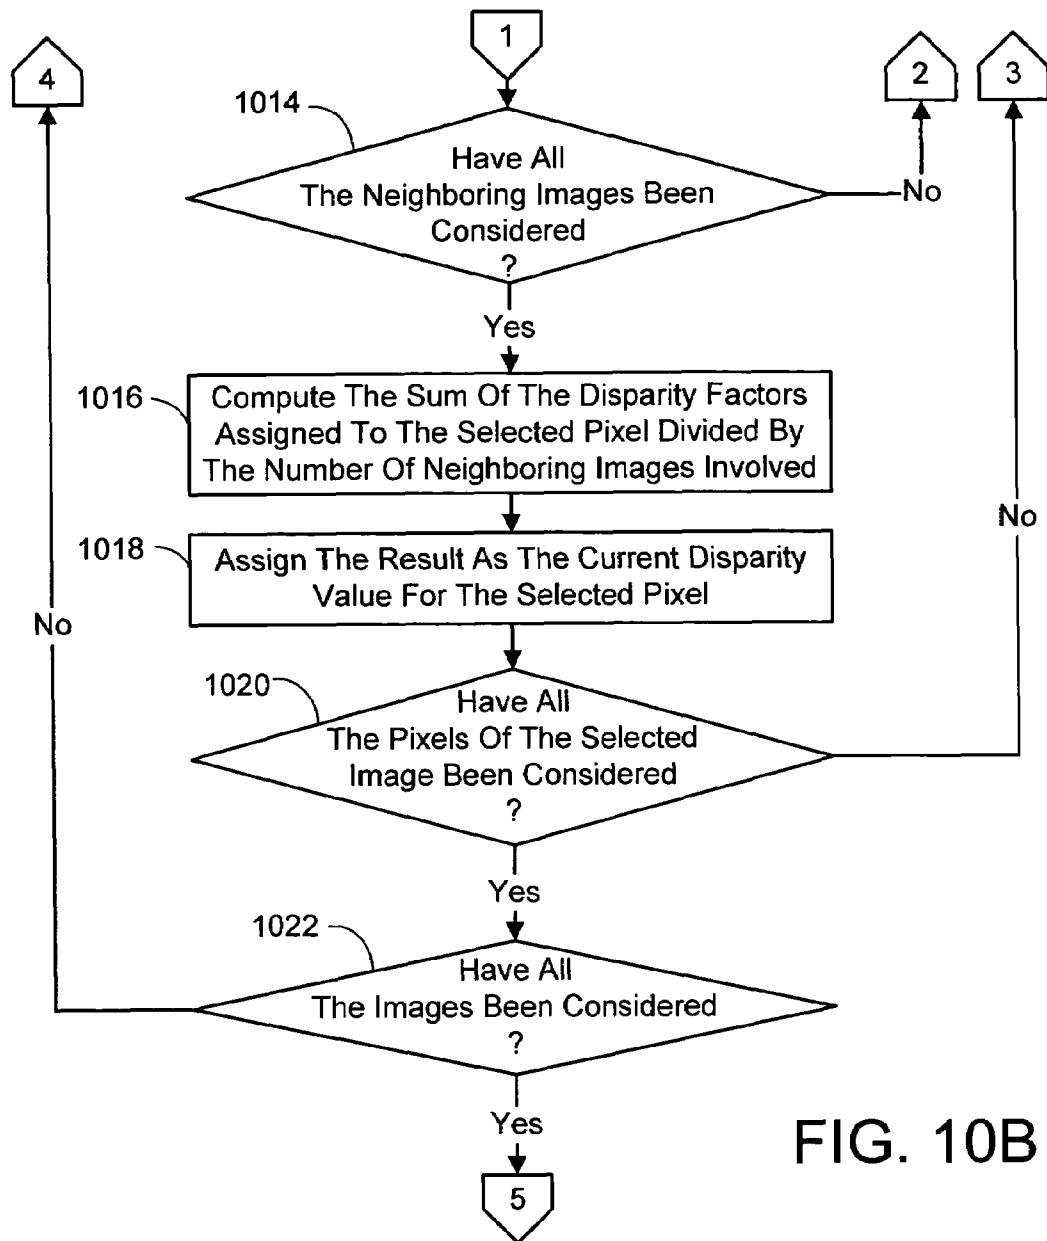 1
4
2
3
1014
Have All
The Neighboring Images Been
Considered
?
No
Yes
1016
Compute The Sum Of The Disparity Factors
Assigned To The Selected Pixel Divided By
The Number Of Neighboring Images Involved
No
1018
Assign The Result As The Current Disparity
Value For The Selected Pixel
No
1020
Have All
The Pixels Of The Selected
Image Been Considered
?
Yes
1022
Have All
The Images Been Considered
?
Yes
FIG. 10B
5